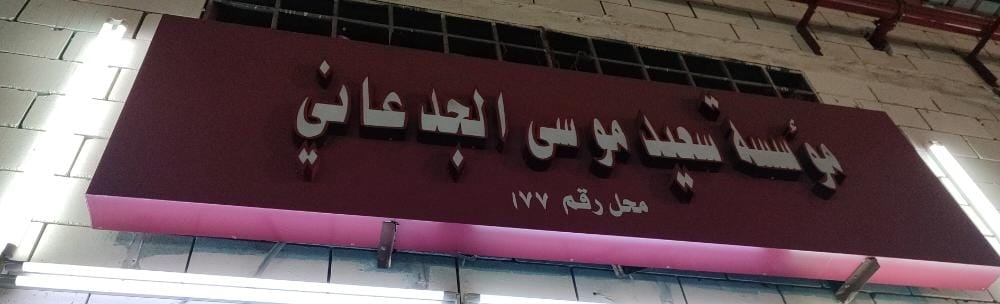 مؤسسة سعيد موسى الجدعاني
محل رقم ١٧٧